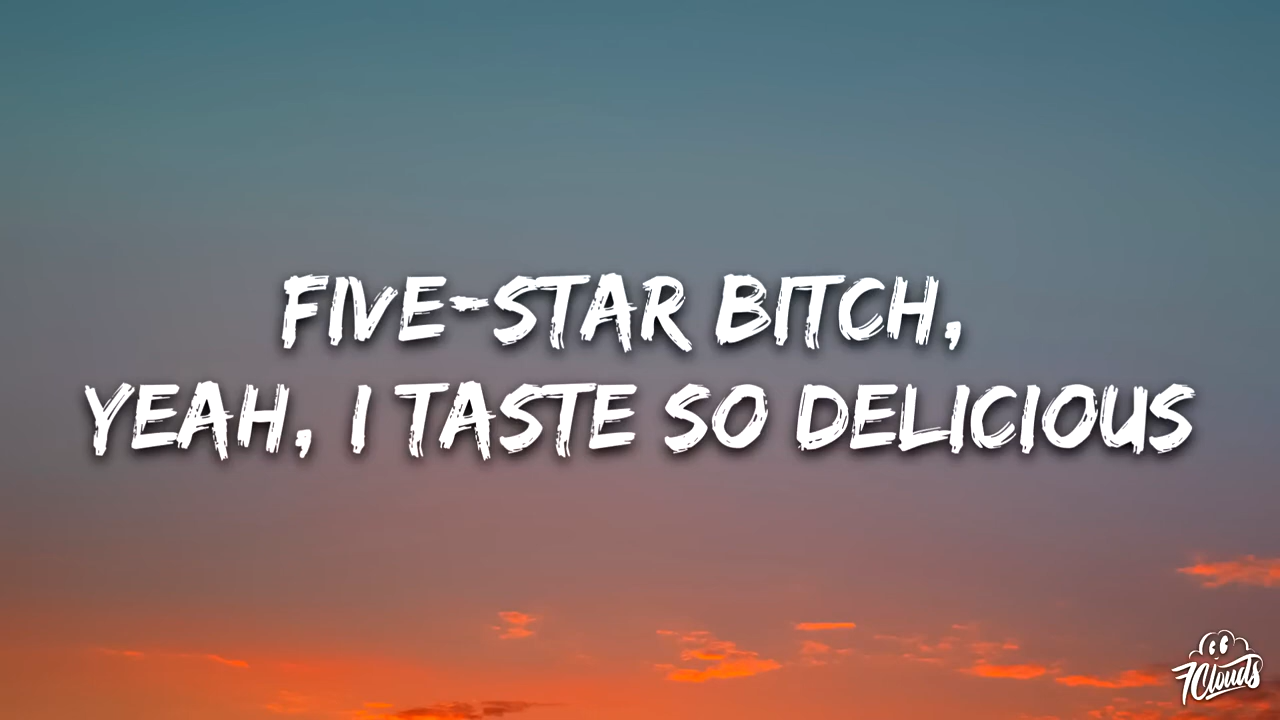 FIVE-STAR BITCH,
YEAH, I TASTE SO DELICIOUS
7Clouds